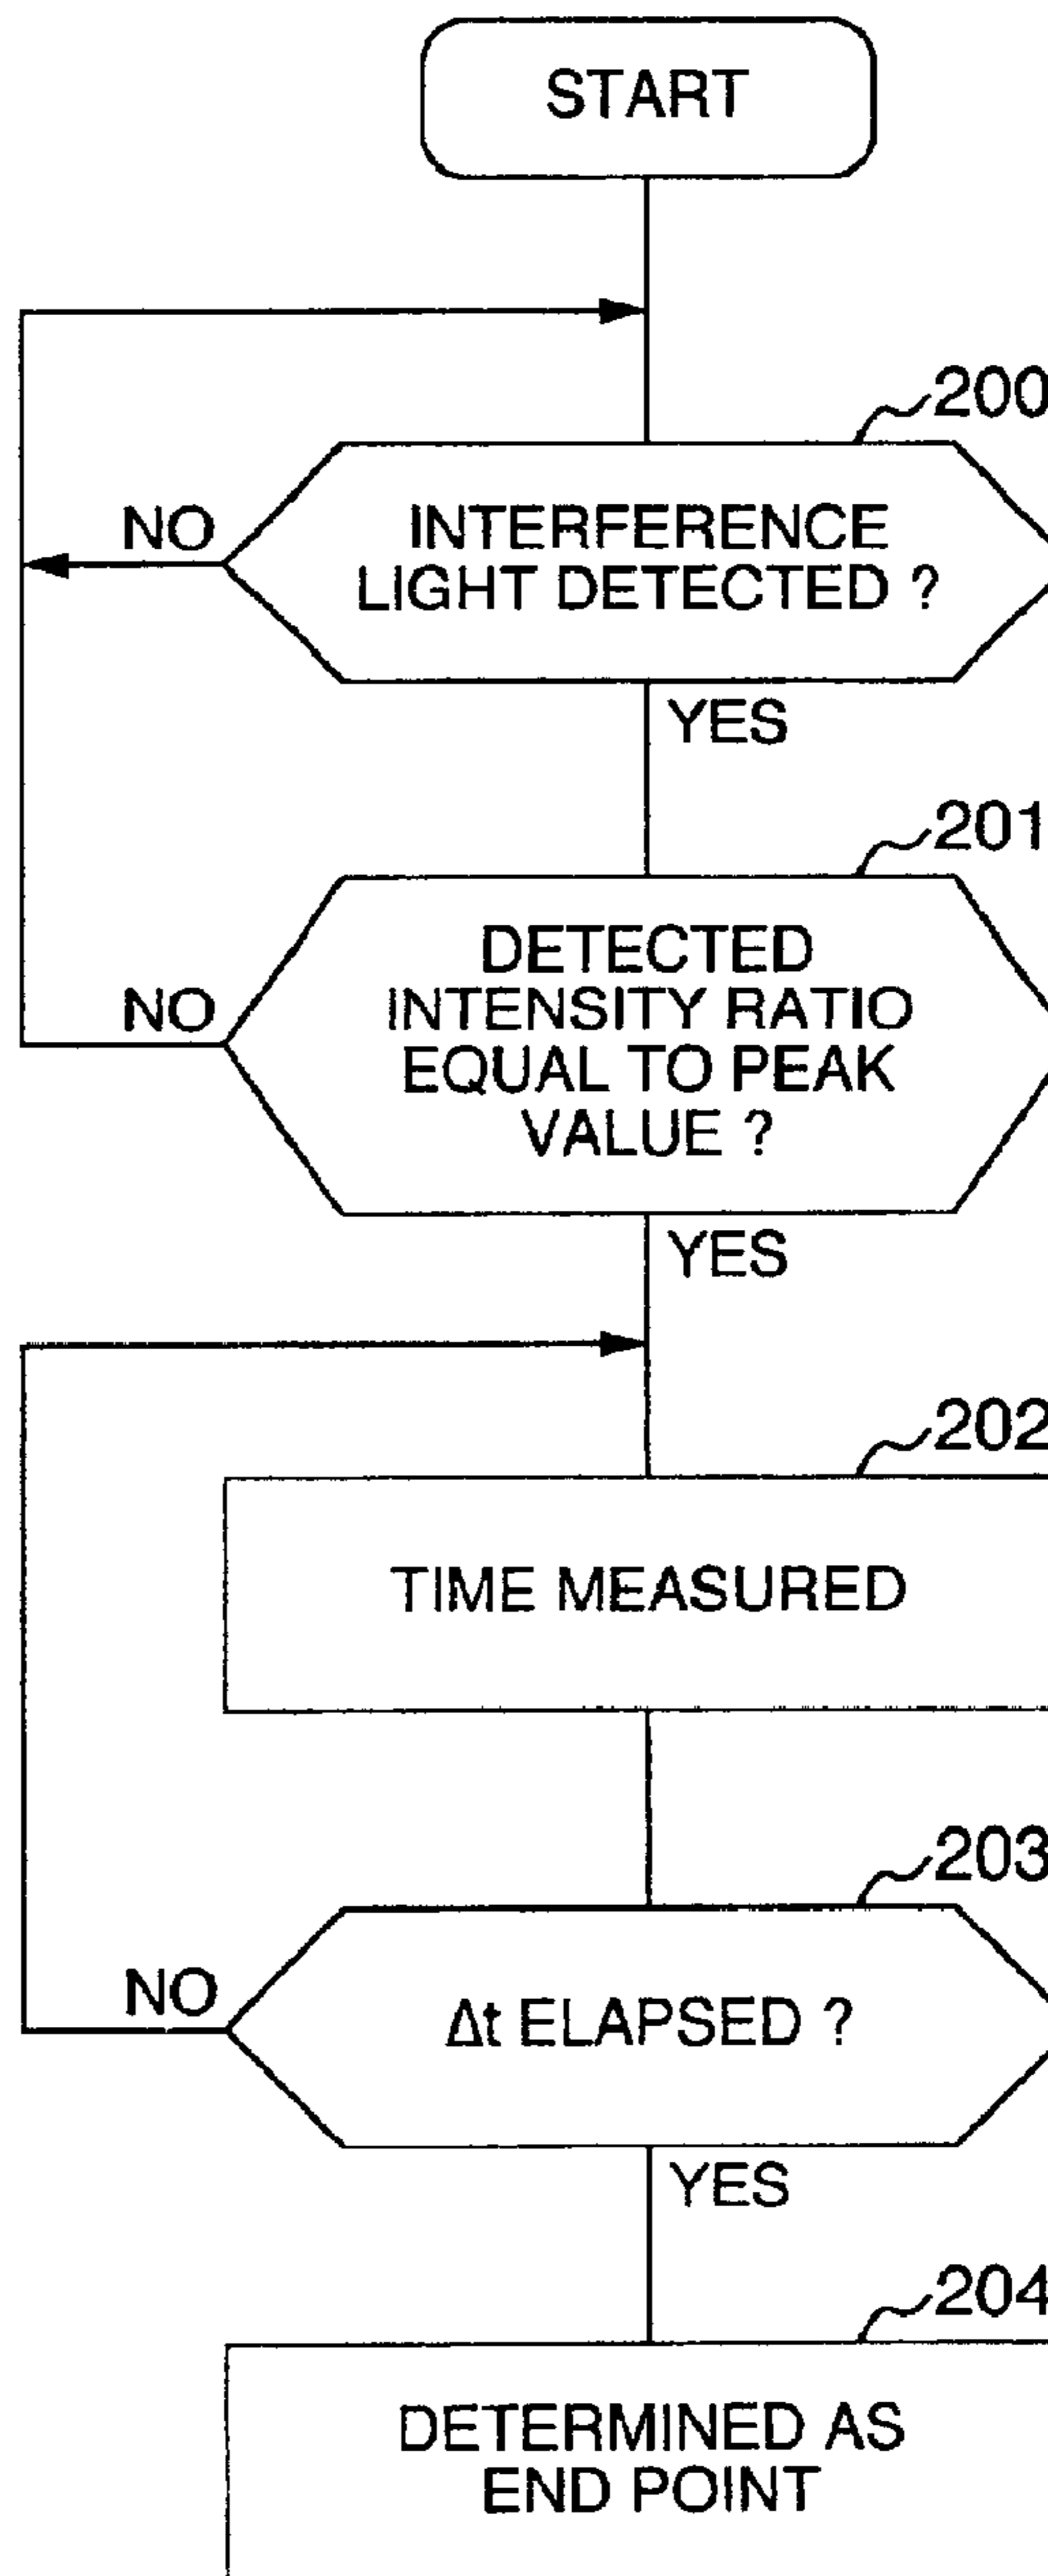 START
200
NO
INTERFERENCE
LIGHT DETECTED ?
YES
201
DETECTED
INTENSITY RATIO
EQUAL TO PEAK
VALUE ?
NO
YES
202
TIME MEASURED
203
NO
Δt ELAPSED ?
YES
204
DETERMINED AS
END POINT